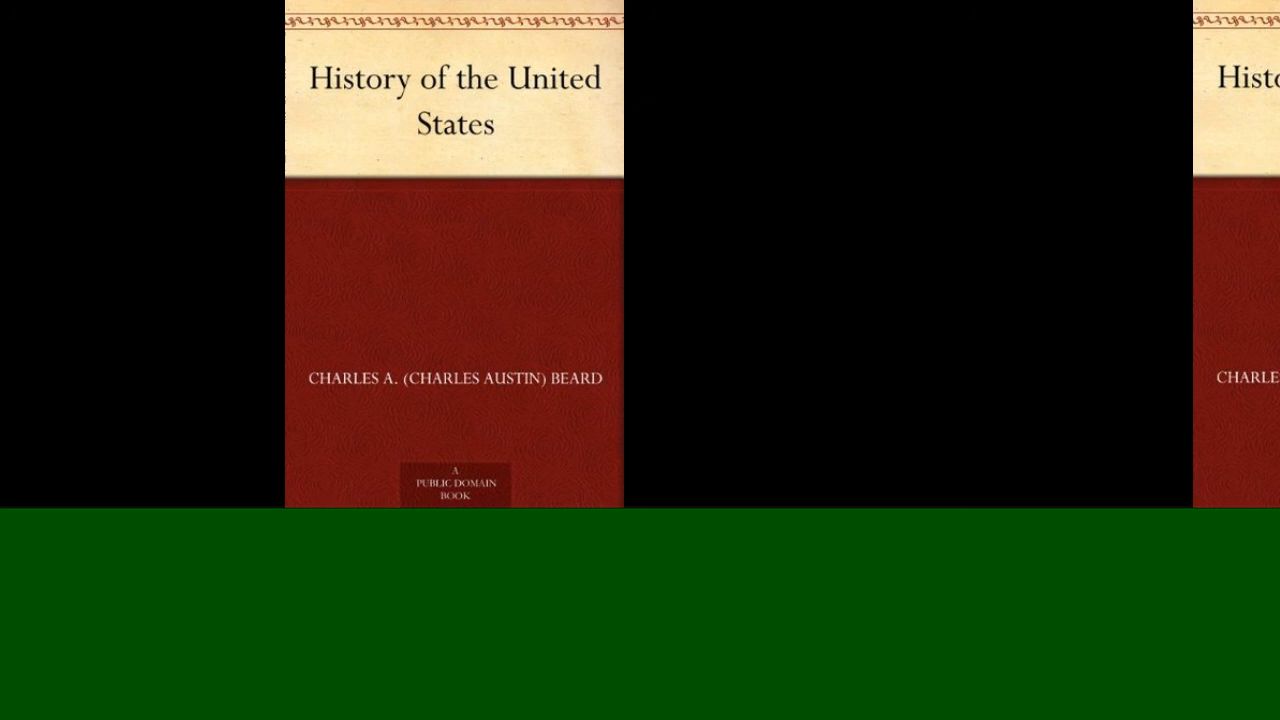 History of the United
States
CHARLES A. (CHARLES AUSTIN) BEARD
A
PUBLIC DOMAIN
BOOK
Histo
CHARLE